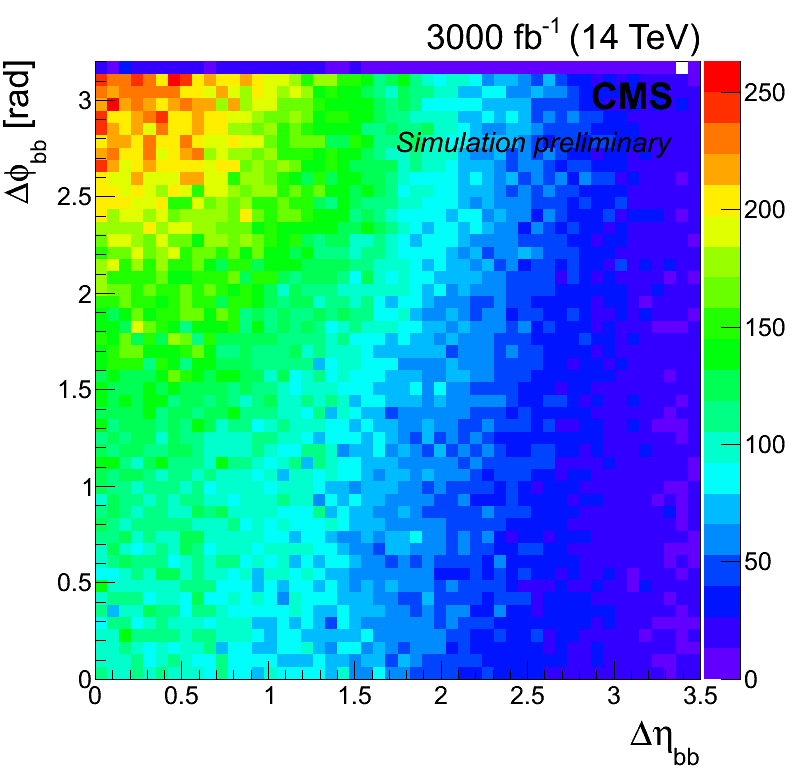 3000 fb⁻¹ (14 TeV)
CMS
Simulation preliminary
Δϕbb [rad]
3
2.5
2
1.5
1
0.5
0
0 0.5 1 1.5 2 2.5 3 3.5
Δηbb
250
200
150
100
50
0